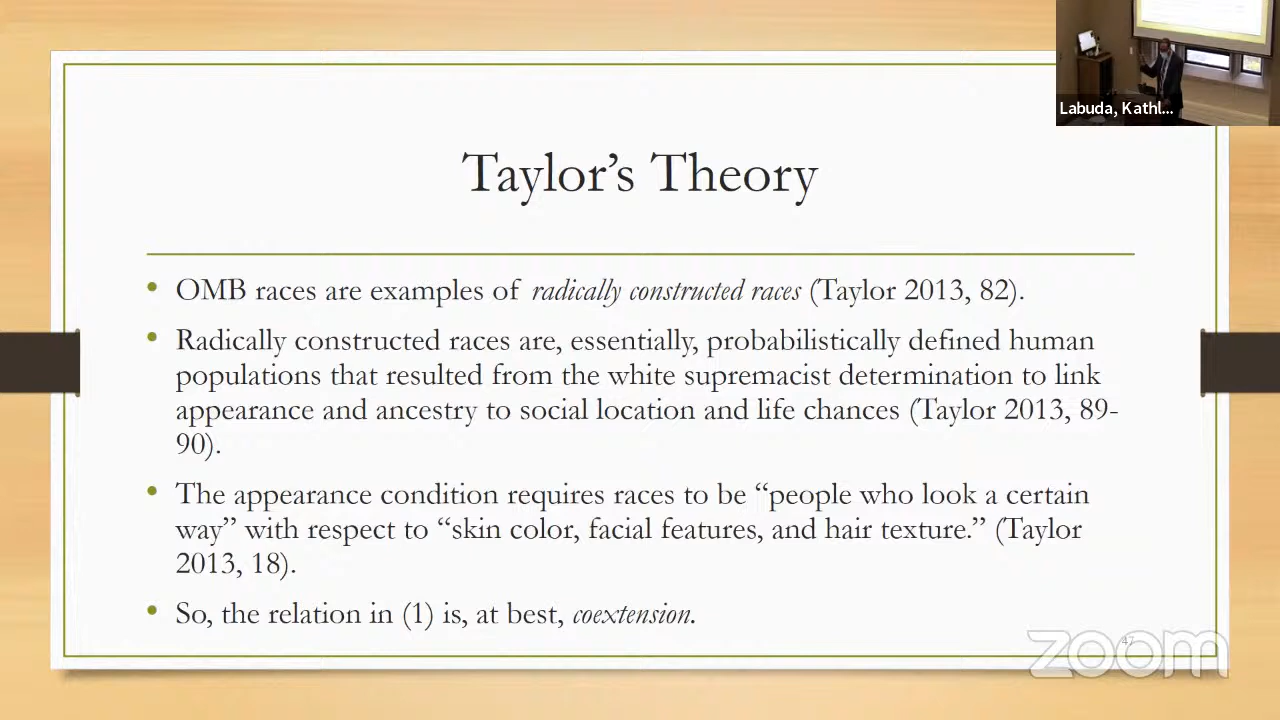 Labuda, Kathl...
Taylor's Theory
• OMB races are examples of radically constructed races (Taylor 2013, 82).
• Radically constructed races are, essentially, probabilistically defined human
populations that resulted from the white supremacist determination to link
appearance and ancestry to social location and life chances (Taylor 2013, 89-
90).
• The appearance condition requires races to be “people who look a certain
way” with respect to “skin color, facial features, and hair texture.” (Taylor
2013, 18).
• So, the relation in (1) is, at best, coextension.
47
zoom